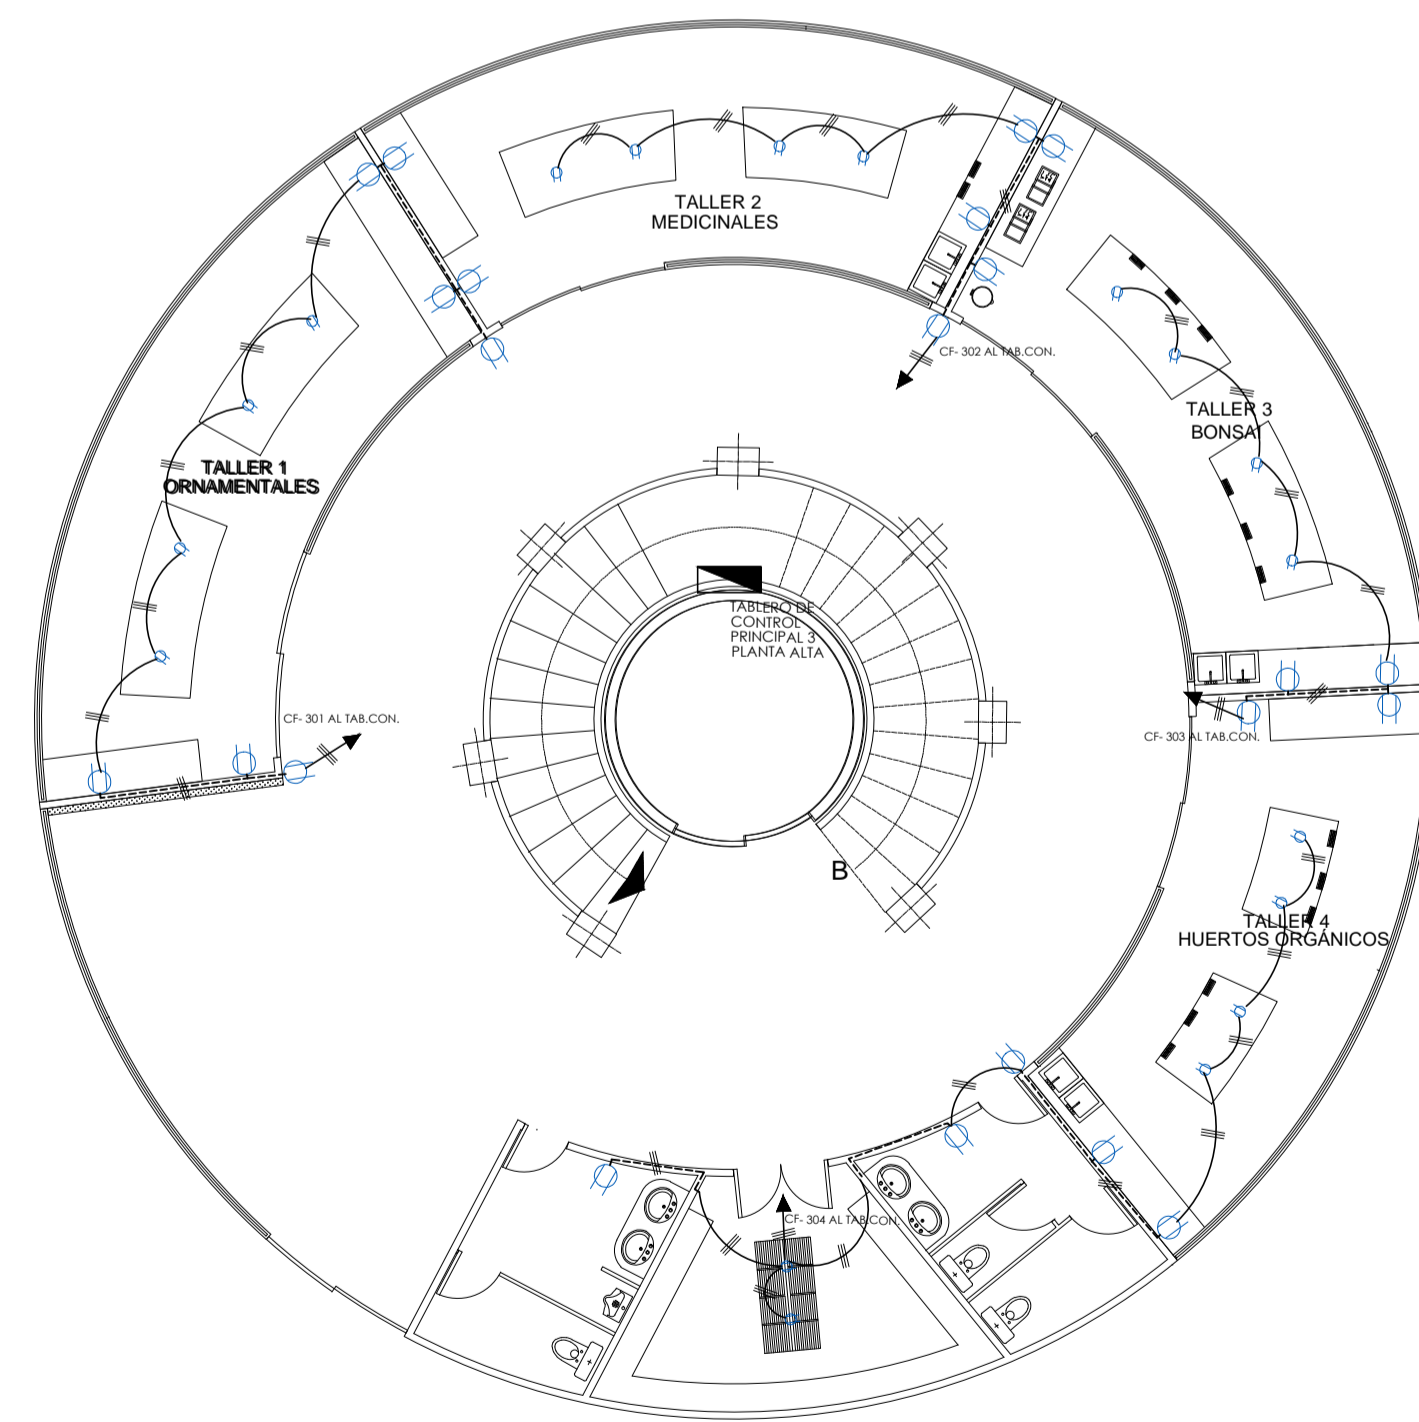 TALLER 2
MEDICINALES
CF- 302 AL TAB.CON.
TALLER 3
BONSAI
TALLER 1
ORNAMENTALES
TABLERO DE
CONTROL
PRINCIPAL 3
PLANTA ALTA
CF- 301 AL TAB.CON.
CF- 303 AL TAB.CON.
B
TALLER 4
HUERTOS ORGÁNICOS
CF- 304 AL TAB.CON.